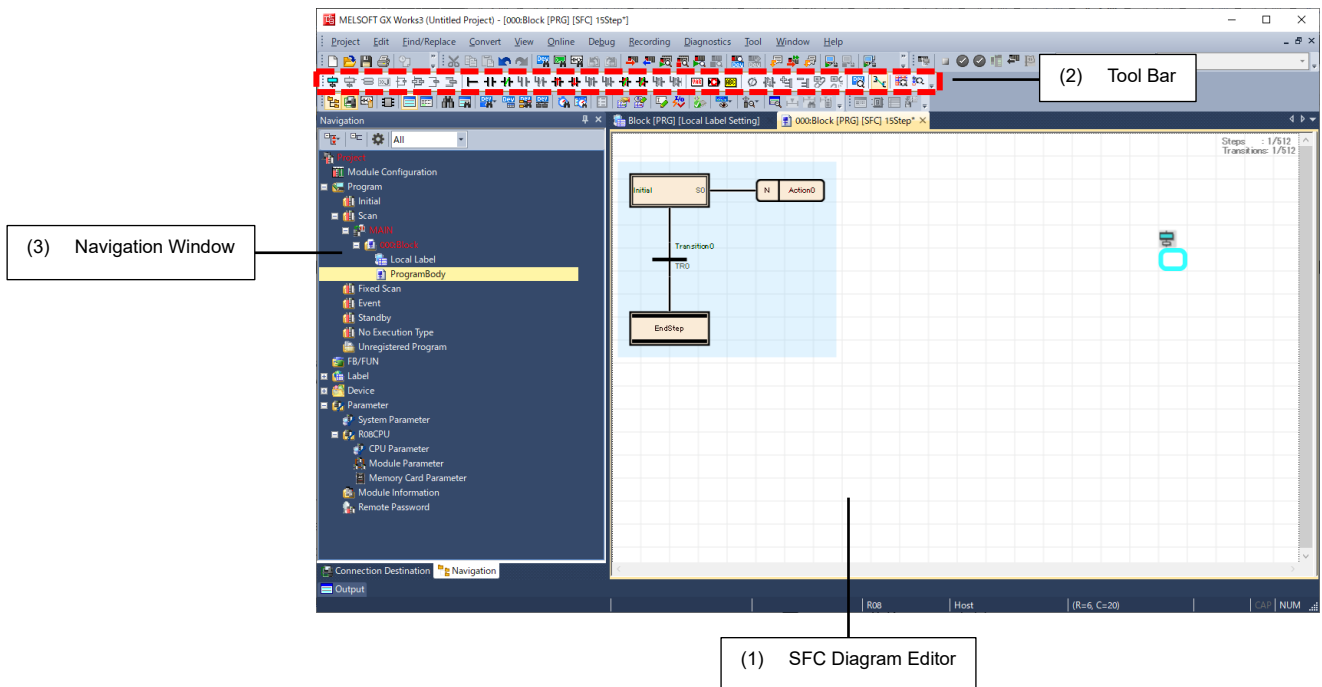 MELSOFT GX Works3 (Untitled Project) - [000:Block [PRG] [SFC] 15Step*]
Project Edit Find/Replace Convert View Online Debug Recording Diagnostics Tool Window Help
(2) Tool Bar
Navigation
Block [PRG] [Local Label Setting]
000:Block [PRG] [SFC] 15Step*
All
Steps : 1/512
Transitions: 1/512
Project
Module Configuration
Program
Initial
Scan
MAIN
000:Block
Local Label
ProgramBody
Fixed Scan
Event
Standby
No Execution Type
Unregistered Program
FB/FUN
Label
Device
Parameter
System Parameter
R08CPU
CPU Parameter
Module Parameter
Memory Card Parameter
Module Information
Remote Password
Initial S0
N Action0
Transition0
TR0
EndStep
(3) Navigation Window
Connection Destination Navigation
Output
R08 Host (R=6, C=20) CAP NUM
(1) SFC Diagram Editor